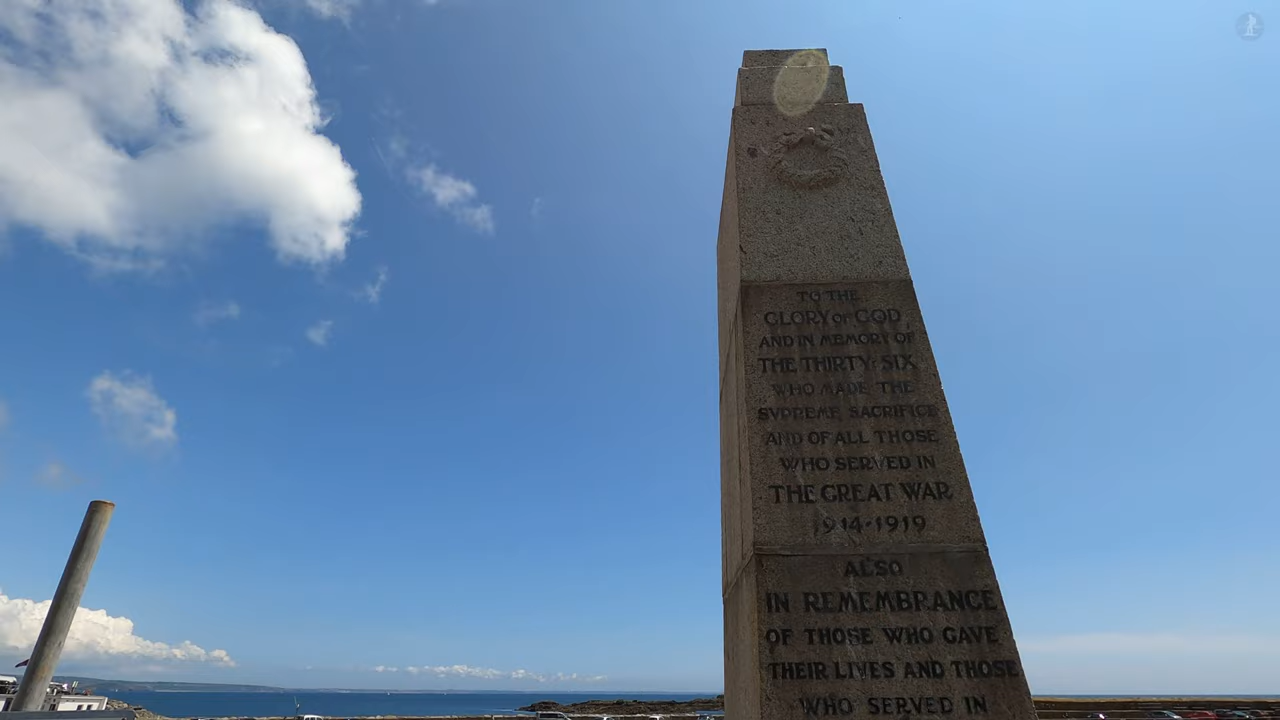 TO THE
GLORY OF GOD
AND IN MEMORY OF
THE THIRTY SIX
WHO MADE THE
SVPREME SACRIFICE
AND OF ALL THOSE
WHO SERVED IN
THE GREAT WAR
1914-1919
ALSO
IN REMEMBRANCE
OF THOSE WHO GAVE
THEIR LIVES AND THOSE
WHO SERVED IN